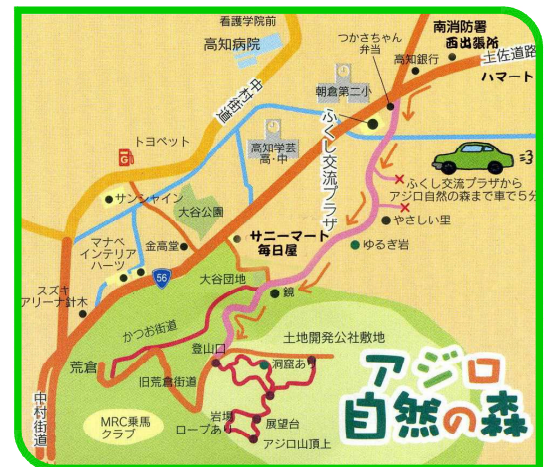 看護学院前
高知病院
中村街道
つかさちゃん
弁当
南消防署
西出張所
高知銀行
土佐道路
ハマート
朝倉第二小
ふくし交流プラザ
トヨペット
G
高知学芸
高・中
ふくし交流プラザから
アジロ自然の森まで車で5分
サンシャイン
大谷公園
やさしい里
マナベ
インテリア
ハーツ
金高堂
サニーマート
毎日屋
ゆるぎ岩
56
スズキ
アリーナ針木
大谷団地
鏡
かつお街道
登山口
土地開発公社敷地
荒倉
旧荒倉街道
洞窟あり
アジロ
自然の森
中村街道
MRC乗馬
クラブ
岩場
ロープあり
展望台
アジロ山頂上